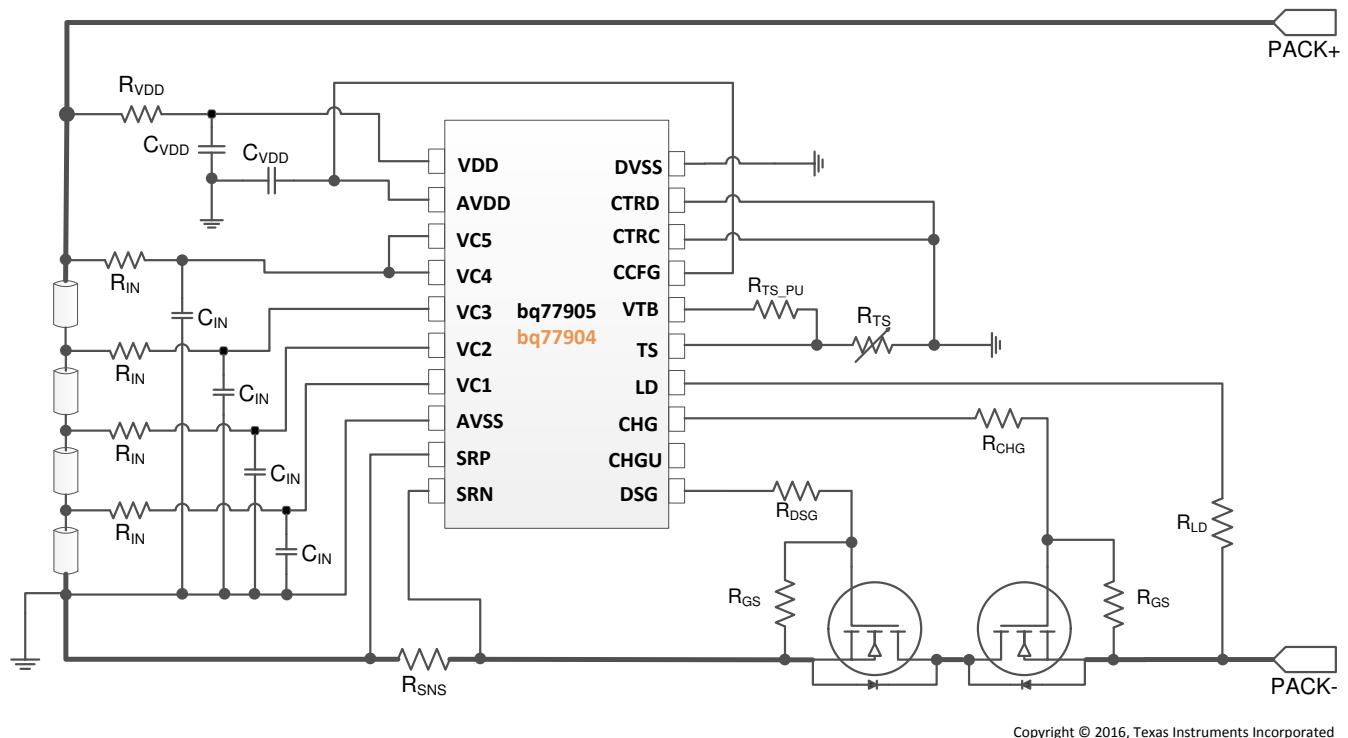 PACK+
RVDD
CVDD
CVDD
VDD
AVDD
VC5
VC4
VC3
VC2
VC1
AVSS
SRP
SRN
bq77905
bq77904
DVSS
CTRD
CTRC
CCFG
VTB
TS
LD
CHG
CHGU
DSG
RIN
CIN
RIN
CIN
RIN
CIN
RIN
CIN
RTS_PU
RTS
RCHG
RDSG
RLD
RGS
RGS
RSNS
PACK-
Copyright © 2016, Texas Instruments Incorporated